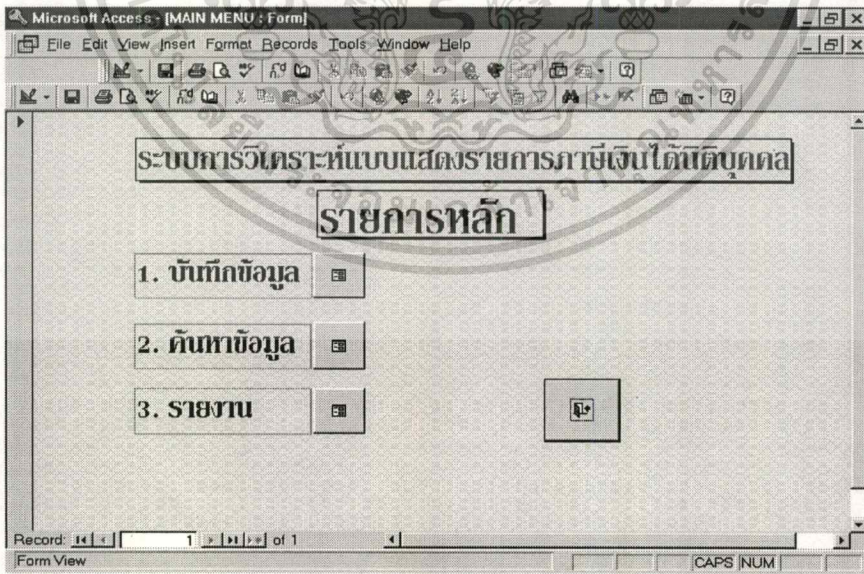 Microsoft Access - [MAIN MENU : Form]
File Edit View Insert Format Records Tools Window Help
ระบบการวิเคราะห์แบบแสดงรายการภาษีเงินได้นิติบุคคล
รายการหลัก
1. บันทึกข้อมูล
2. ค้นหาข้อมูล
3. รายงาน
Record: 1 of 1
Form View CAPS NUM